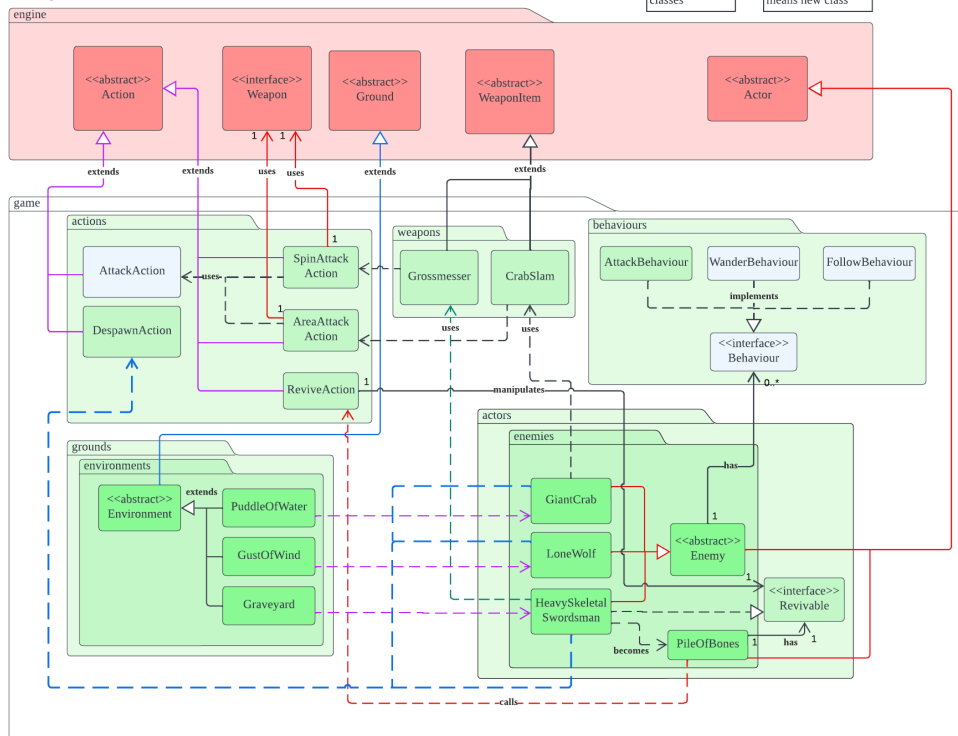 classes
means new class
engine
<<abstract>>
Action
<<interface>>
Weapon
<<abstract>>
Ground
<<abstract>>
WeaponItem
<<abstract>>
Actor
1
1
extends
extends
uses
uses
extends
extends
game
actions
AttackAction
DespawnAction
uses
1
SpinAttack
Action
1
AreaAttack
Action
ReviveAction
1
weapons
Grossmesser
CrabSlam
uses
uses
manipulates
behaviours
AttackBehaviour
WanderBehaviour
FollowBehaviour
implements
<<interface>>
Behaviour
0..*
grounds
environments
<<abstract>>
Environment
extends
PuddleOfWater
GustOfWind
Graveyard
actors
enemies
has
GiantCrab
1
LoneWolf
<<abstract>>
Enemy
HeavySkeletal
Swordsman
1
<<interface>>
Revivable
becomes
PileOfBones
1
has
1
calls